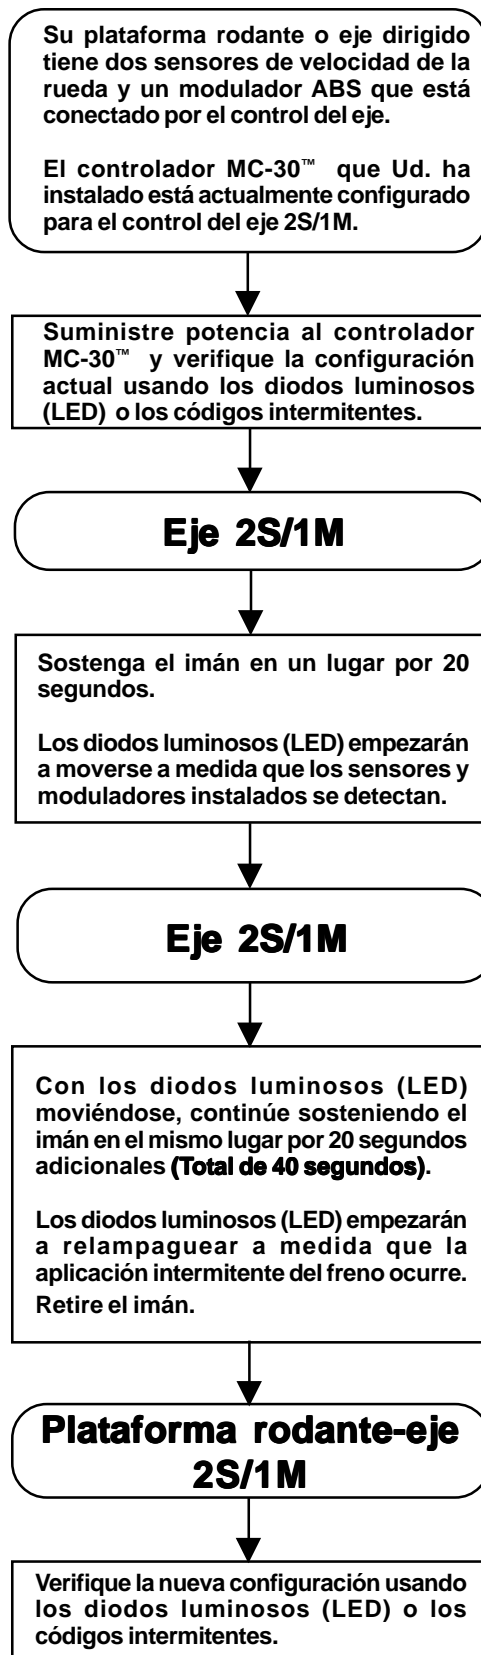 Su plataforma rodante o eje dirigido
tiene dos sensores de velocidad de la
rueda y un modulador ABS que está
conectado por el control del eje.
El controlador MC-30™ que Ud. ha
instalado está actualmente configurado
para el control del eje 2S/1M.
Suministre potencia al controlador
MC-30™ y verifique la configuración
actual usando los diodos luminosos
(LED) o los códigos intermitentes.
Eje 2S/1M
Sostenga el imán en un lugar por 20
segundos.
Los diodos luminosos (LED) empezarán
a moverse a medida que los sensores y
moduladores instalados se detectan.
Eje 2S/1M
Con los diodos luminosos (LED)
moviéndose, continúe sosteniendo el
imán en el mismo lugar por 20 segundos
adicionales (Total de 40 segundos).
Los diodos luminosos (LED) empezarán
a relampaguear a medida que la
aplicación intermitente del freno ocurre.
Retire el imán.
Plataforma rodante-eje
2S/1M
Verifique la nueva configuración usando
los diodos luminosos (LED) o los
códigos intermitentes.